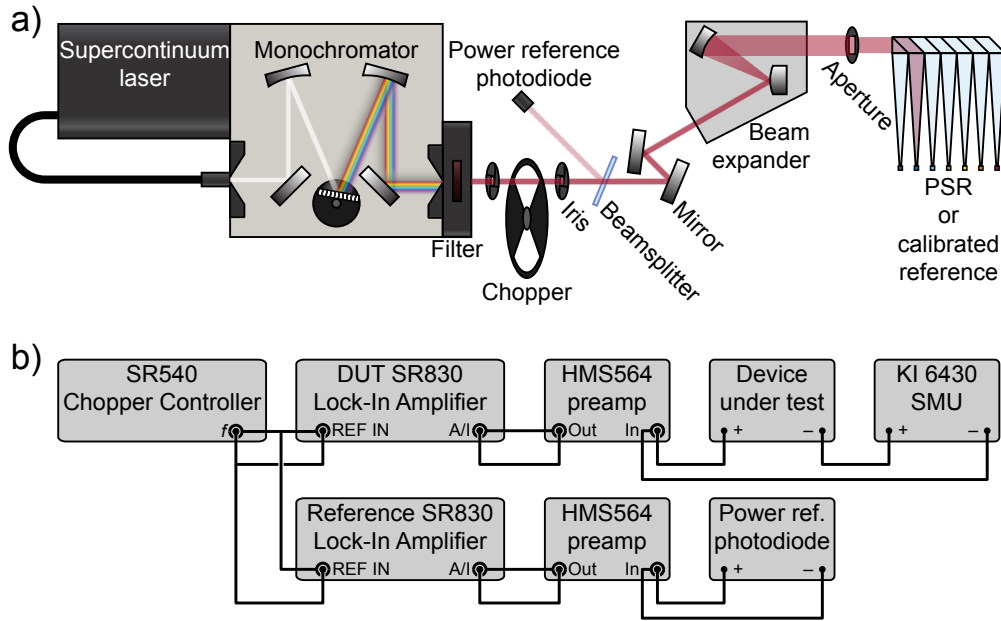 a)
Supercontinuum
laser
Monochromator
Power reference
photodiode
Filter
Chopper
Iris
Beamsplitter
Mirror
Beam
expander
Aperture
PSR
or
calibrated
reference
b)
SR540
Chopper Controller
f
DUT SR830
Lock-In Amplifier
REF IN
A/I
HMS564
preamp
Out
In
Device
under test
+
–
KI 6430
SMU
+
–
Reference SR830
Lock-In Amplifier
REF IN
A/I
HMS564
preamp
Out
In
Power ref.
photodiode
+
–